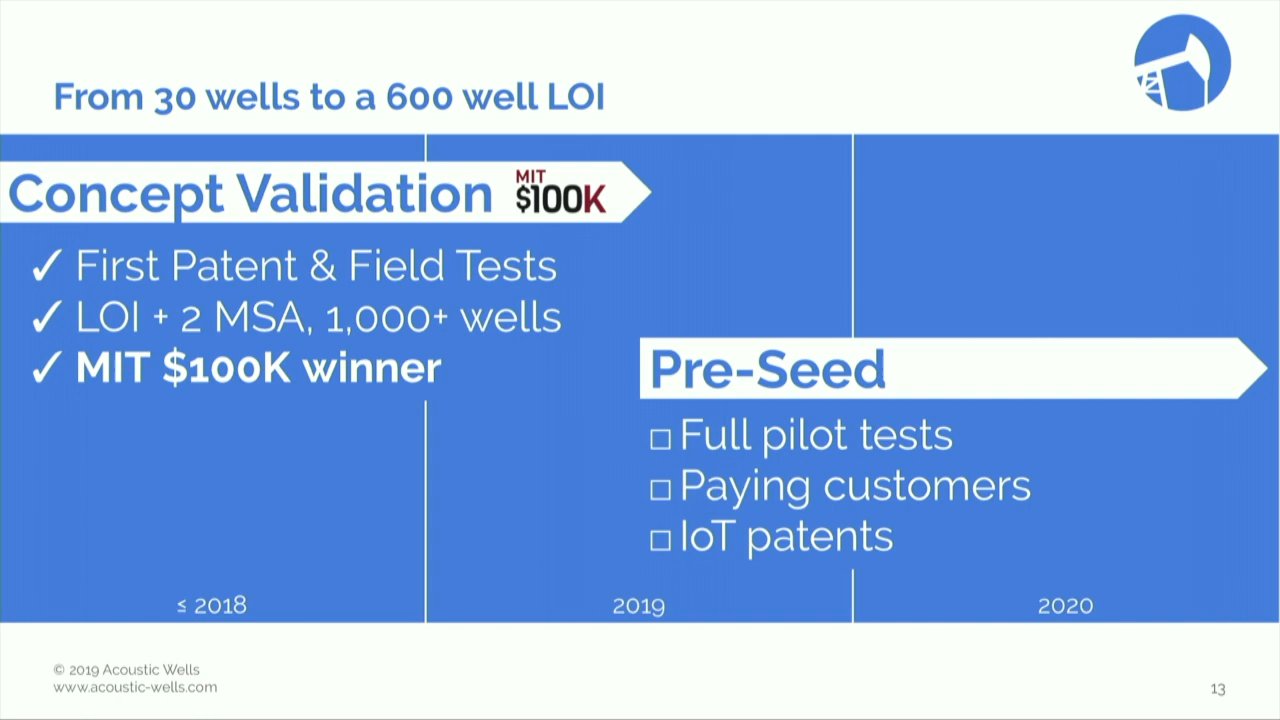 From 30 wells to a 600 well LOI
Concept Validation
MIT
$100K
✓ First Patent & Field Tests
✓ LOI + 2 MSA, 1,000+ wells
✓ MIT $100K winner
Pre-Seed
□ Full pilot tests
□ Paying customers
□ IoT patents
≤ 2018
2019
2020
© 2019 Acoustic Wells
www.acoustic-wells.com
13